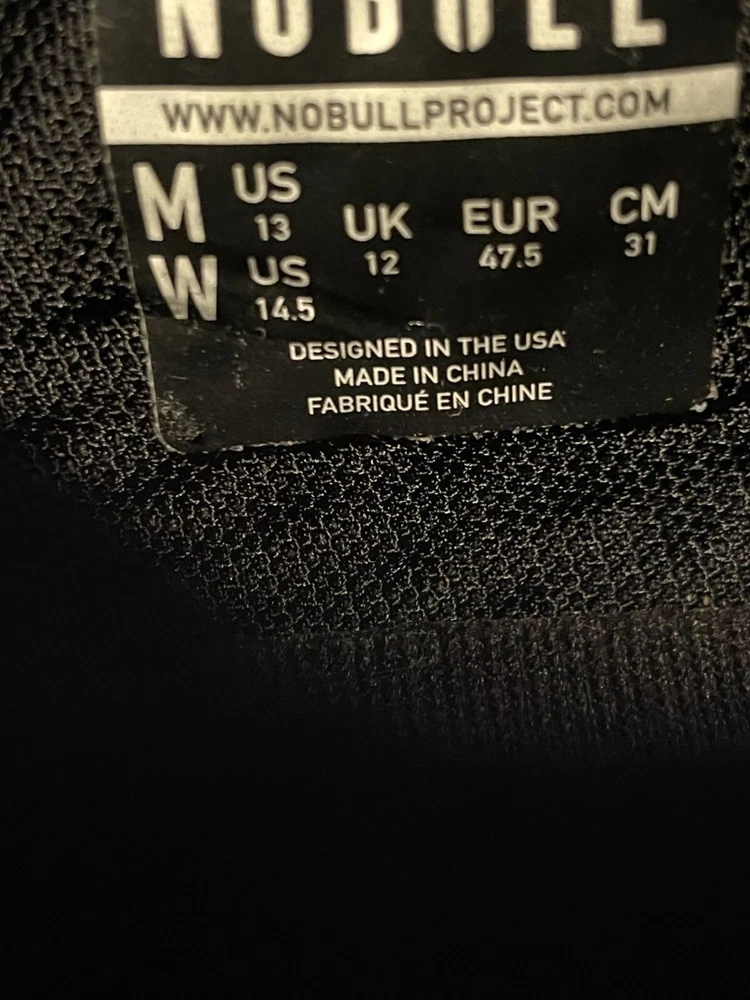 NOBULL
WWW.NOBULLPROJECT.COM
M US 13 UK 12 EUR 47.5 CM 31
W US 14.5
DESIGNED IN THE USA
MADE IN CHINA
FABRIQUÉ EN CHINE